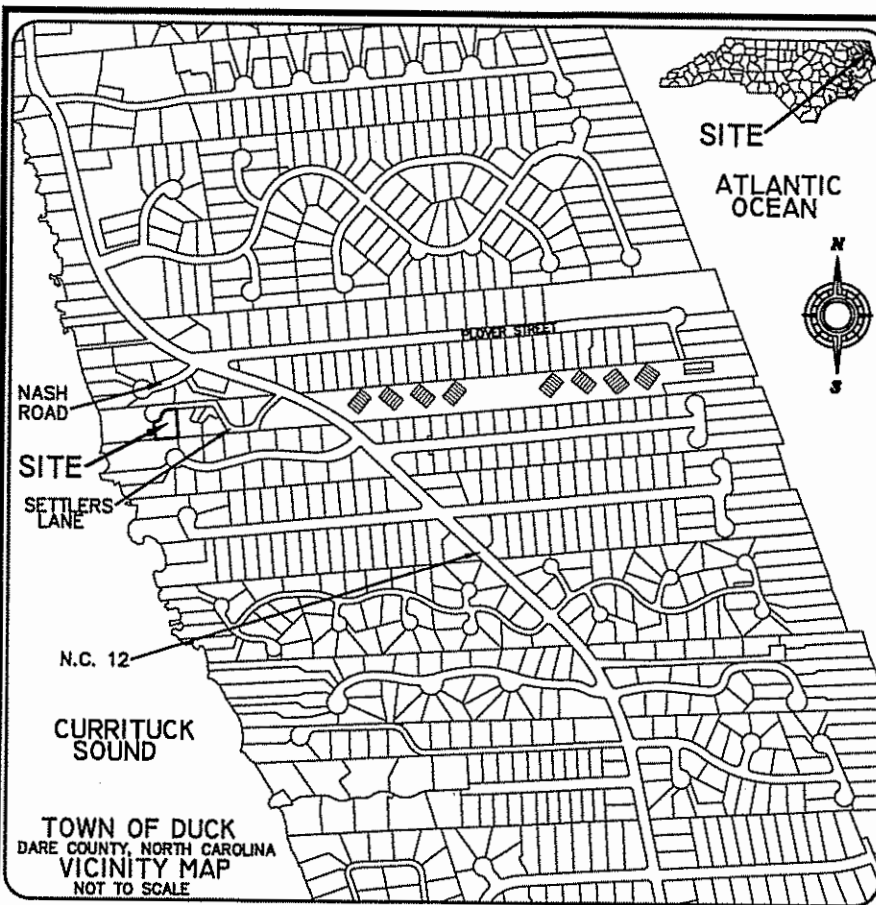 SITE
ATLANTIC
OCEAN
N
S
PLOVER STREET
NASH
ROAD
SITE
SETTLERS
LANE
N.C. 12
CURRITUCK
SOUND
TOWN OF DUCK
DARE COUNTY, NORTH CAROLINA
VICINITY MAP
NOT TO SCALE